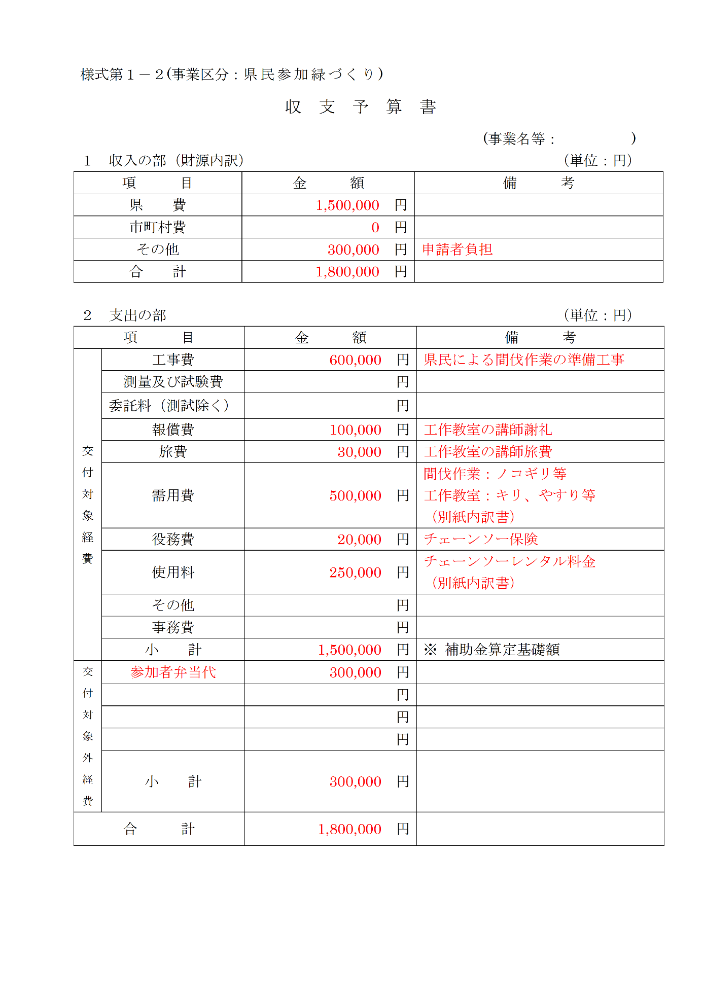 様式第１－２(事業区分：県民参加緑づくり)
収　支　予　算　書
(事業名等：　　　　　)
１　収入の部（財源内訳）　（単位：円）
項　目　金　額　備　考
県　費　1,500,000　円
市町村費　0　円
その他　300,000　円　申請者負担
合　計　1,800,000　円
２　支出の部　（単位：円）
項　目　金　額　備　考
交付対象経費
工事費　600,000　円　県民による間伐作業の準備工事
測量及び試験費　円
委託料（測試除く）　円
報償費　100,000　円　工作教室の講師謝礼
旅費　30,000　円　工作教室の講師旅費
需用費　500,000　円　間伐作業：ノコギリ等
工作教室：キリ、やすり等
（別紙内訳書）
役務費　20,000　円　チェーンソー保険
使用料　250,000　円　チェーンソーレンタル料金
（別紙内訳書）
その他　円
事務費　円
小　計　1,500,000　円　※ 補助金算定基礎額
交付対象外経費
参加者弁当代　300,000　円
円
円
円
小　計　300,000　円
合　計　1,800,000　円